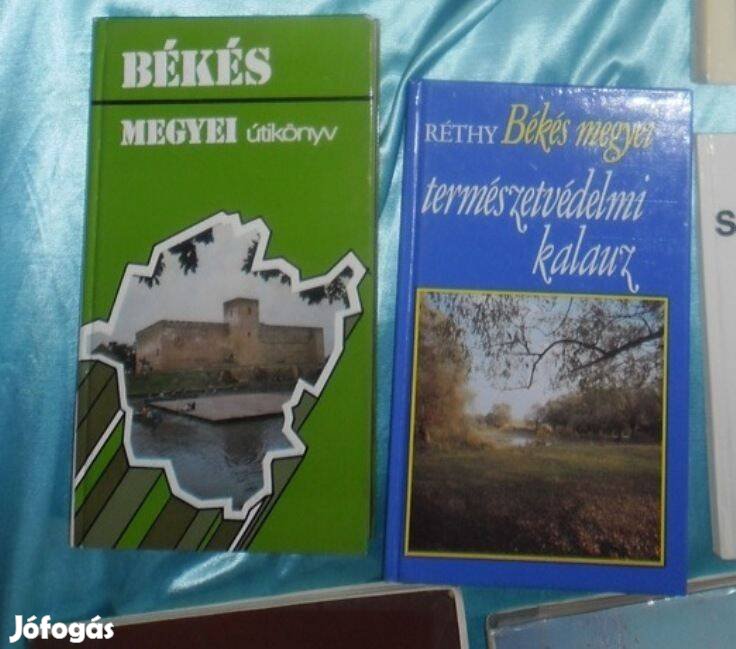 BÉKÉS
MEGYEI útikönyv
RÉTHY Békés megyei
természetvédelmi
kalauz
S
Jófogás